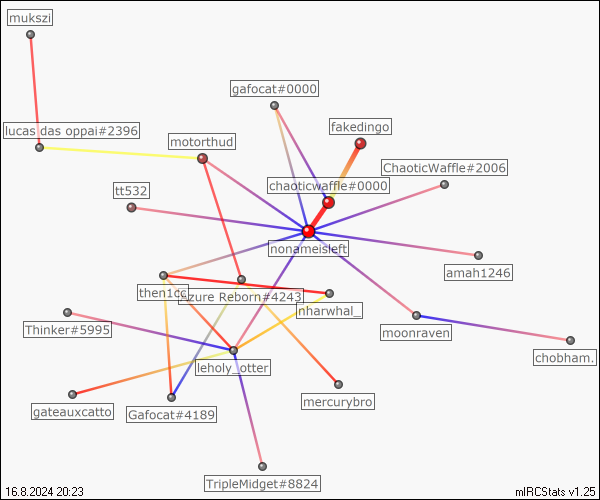 mukszi
gafocat#0000
fakedingo
lucas das oppai#2396
motorthud
ChaoticWaffle#2006
chaoticwaffle#0000
tt532
nonameisleft
amah1246
then1cc
Azure Reborn#4243
nharwhal_
Thinker#5995
moonraven
chobham.
leholy_otter
mercurybro
gateauxcatto
Gafocat#4189
TripleMidget#8824
16.8.2024 20:23
mIRCStats v1.25